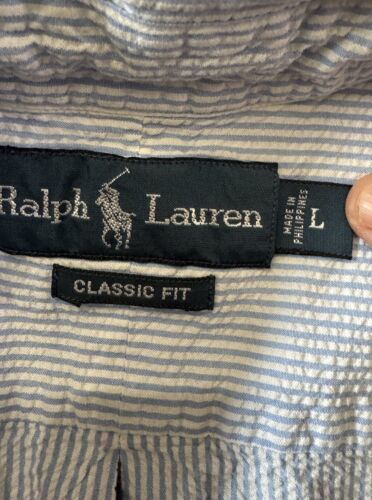 Ralph Lauren
MADE IN
PHILIPPINES
L
CLASSIC FIT